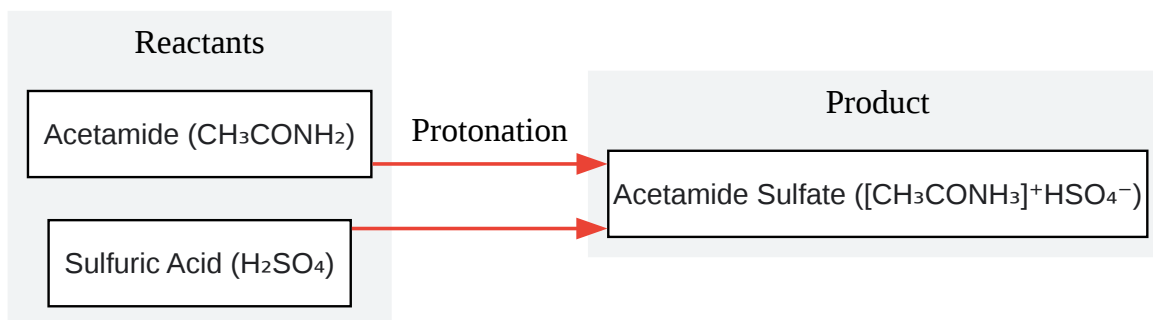 Reactants
Acetamide (CH₃CONH₂)
Protonation
Sulfuric Acid (H₂SO₄)
Product
Acetamide Sulfate ([CH₃CONH₃]⁺HSO₄⁻)